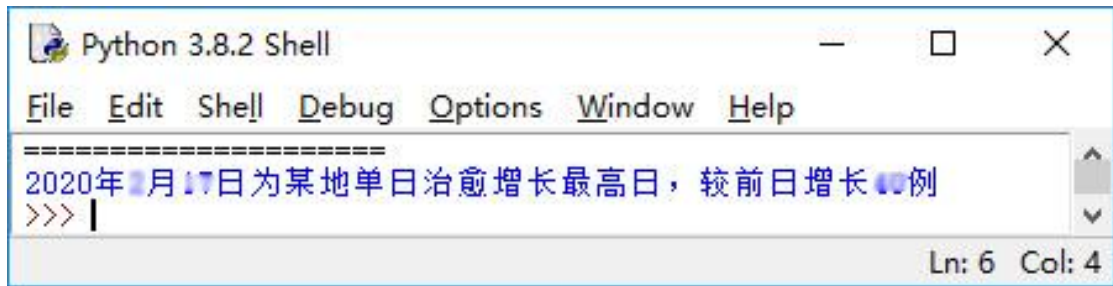 Python 3.8.2 Shell
File Edit Shell Debug Options Window Help
=====================
2020年月日为某地单日治愈增长最高日，较前日增长例
>>>
Ln: 6 Col: 4